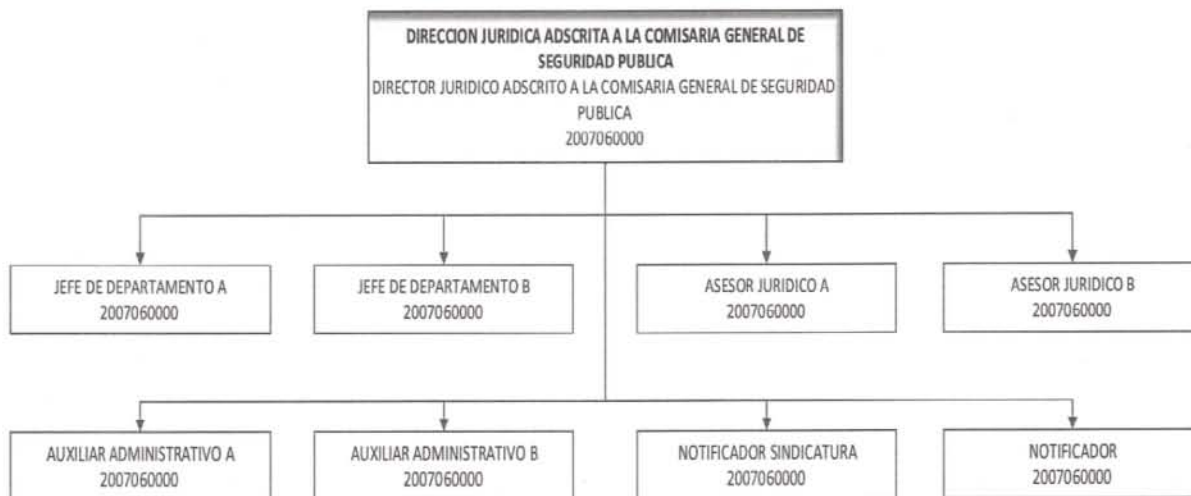 DIRECCION JURIDICA ADSCRITA A LA COMISARIA GENERAL DE
SEGURIDAD PUBLICA
DIRECTOR JURIDICO ADSCRITO A LA COMISARIA GENERAL DE SEGURIDAD
PUBLICA
2007060000
JEFE DE DEPARTAMENTO A
2007060000
JEFE DE DEPARTAMENTO B
2007060000
ASESOR JURIDICO A
2007060000
ASESOR JURIDICO B
2007060000
AUXILIAR ADMINISTRATIVO A
2007060000
AUXILIAR ADMINISTRATIVO B
2007060000
NOTIFICADOR SINDICATURA
2007060000
NOTIFICADOR
2007060000